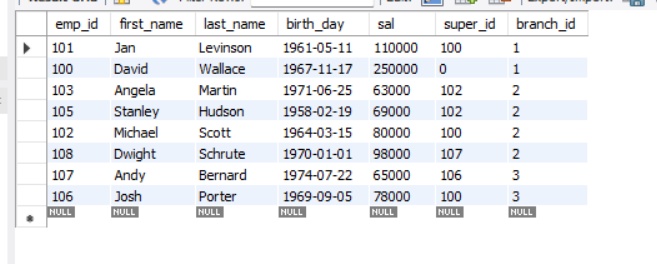 emp_id first_name last_name birth_day sal super_id branch_id
101 Jan Levinson 1961-05-11 110000 100 1
100 David Wallace 1967-11-17 250000 0 1
103 Angela Martin 1971-06-25 63000 102 2
105 Stanley Hudson 1958-02-19 69000 102 2
102 Michael Scott 1964-03-15 80000 100 2
108 Dwight Schrute 1970-01-01 98000 107 2
107 Andy Bernard 1974-07-22 65000 106 3
106 Josh Porter 1969-09-05 78000 100 3
NULL NULL NULL NULL NULL NULL NULL